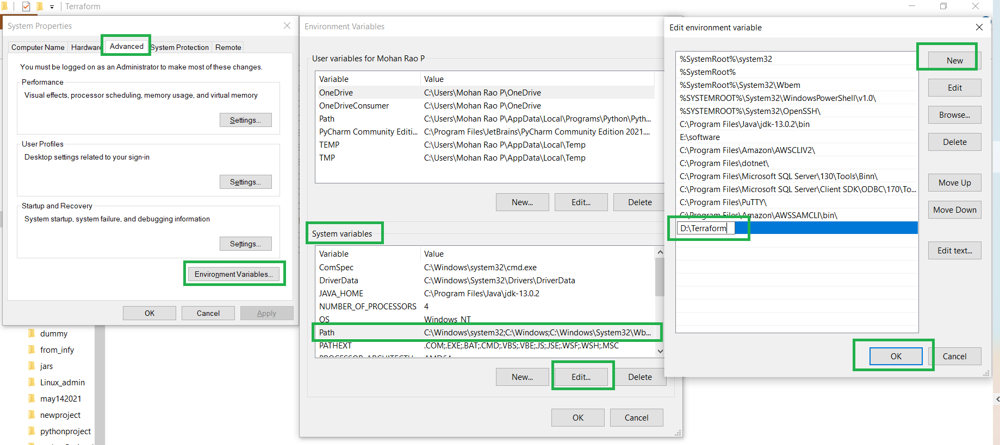 Terraform
System Properties
Computer Name
Hardware
Advanced
System Protection
Remote
You must be logged on as an Administrator to make most of these changes.
Performance
Visual effects, processor scheduling, memory usage, and virtual memory
Settings...
User Profiles
Desktop settings related to your sign-in
Settings...
Startup and Recovery
System startup, system failure, and debugging information
Settings...
Environment Variables...
OK
Cancel
Apply
dummy
from_infy
jars
Linux_admin
may142021
newproject
pythonproject
Environment Variables
User variables for Mohan Rao P
Variable Value
OneDrive C:\Users\Mohan Rao P\OneDrive
OneDriveConsumer C:\Users\Mohan Rao P\OneDrive
Path C:\Users\Mohan Rao P\AppData\Local\Programs\Python\Pyth...
PyCharm Community Editi... C:\Program Files\JetBrains\PyCharm Community Edition 2021....
TEMP C:\Users\Mohan Rao P\AppData\Local\Temp
TMP C:\Users\Mohan Rao P\AppData\Local\Temp
New...
Edit...
Delete
System variables
Variable Value
ComSpec C:\Windows\system32\cmd.exe
DriverData C:\Windows\System32\Drivers\DriverData
JAVA_HOME C:\Program Files\Java\jdk-13.0.2
NUMBER_OF_PROCESSORS 4
OS Windows_NT
Path C:\Windows\system32;C:\Windows;C:\Windows\System32\Wb...
PATHEXT .COM;.EXE;.BAT;.CMD;.VBS;.VBE;.JS;.JSE;.WSF;.WSH;.MSC
New...
Edit...
Delete
OK
Cancel
Edit environment variable
%SystemRoot%\system32
%SystemRoot%
%SystemRoot%\System32\Wbem
%SYSTEMROOT%\System32\WindowsPowerShell\v1.0\
%SYSTEMROOT%\System32\OpenSSH\
C:\Program Files\Java\jdk-13.0.2\bin
E:\software
C:\Program Files\Amazon\AWSCLIV2\
C:\Program Files\dotnet\
C:\Program Files\Microsoft SQL Server\130\Tools\Binn\
C:\Program Files\Microsoft SQL Server\Client SDK\ODBC\170\To...
C:\Program Files\PuTTY\
C:\Program Files\Amazon\AWSSAMCLI\bin\
D:\Terraform
New
Edit
Browse...
Delete
Move Up
Move Down
Edit text...
OK
Cancel